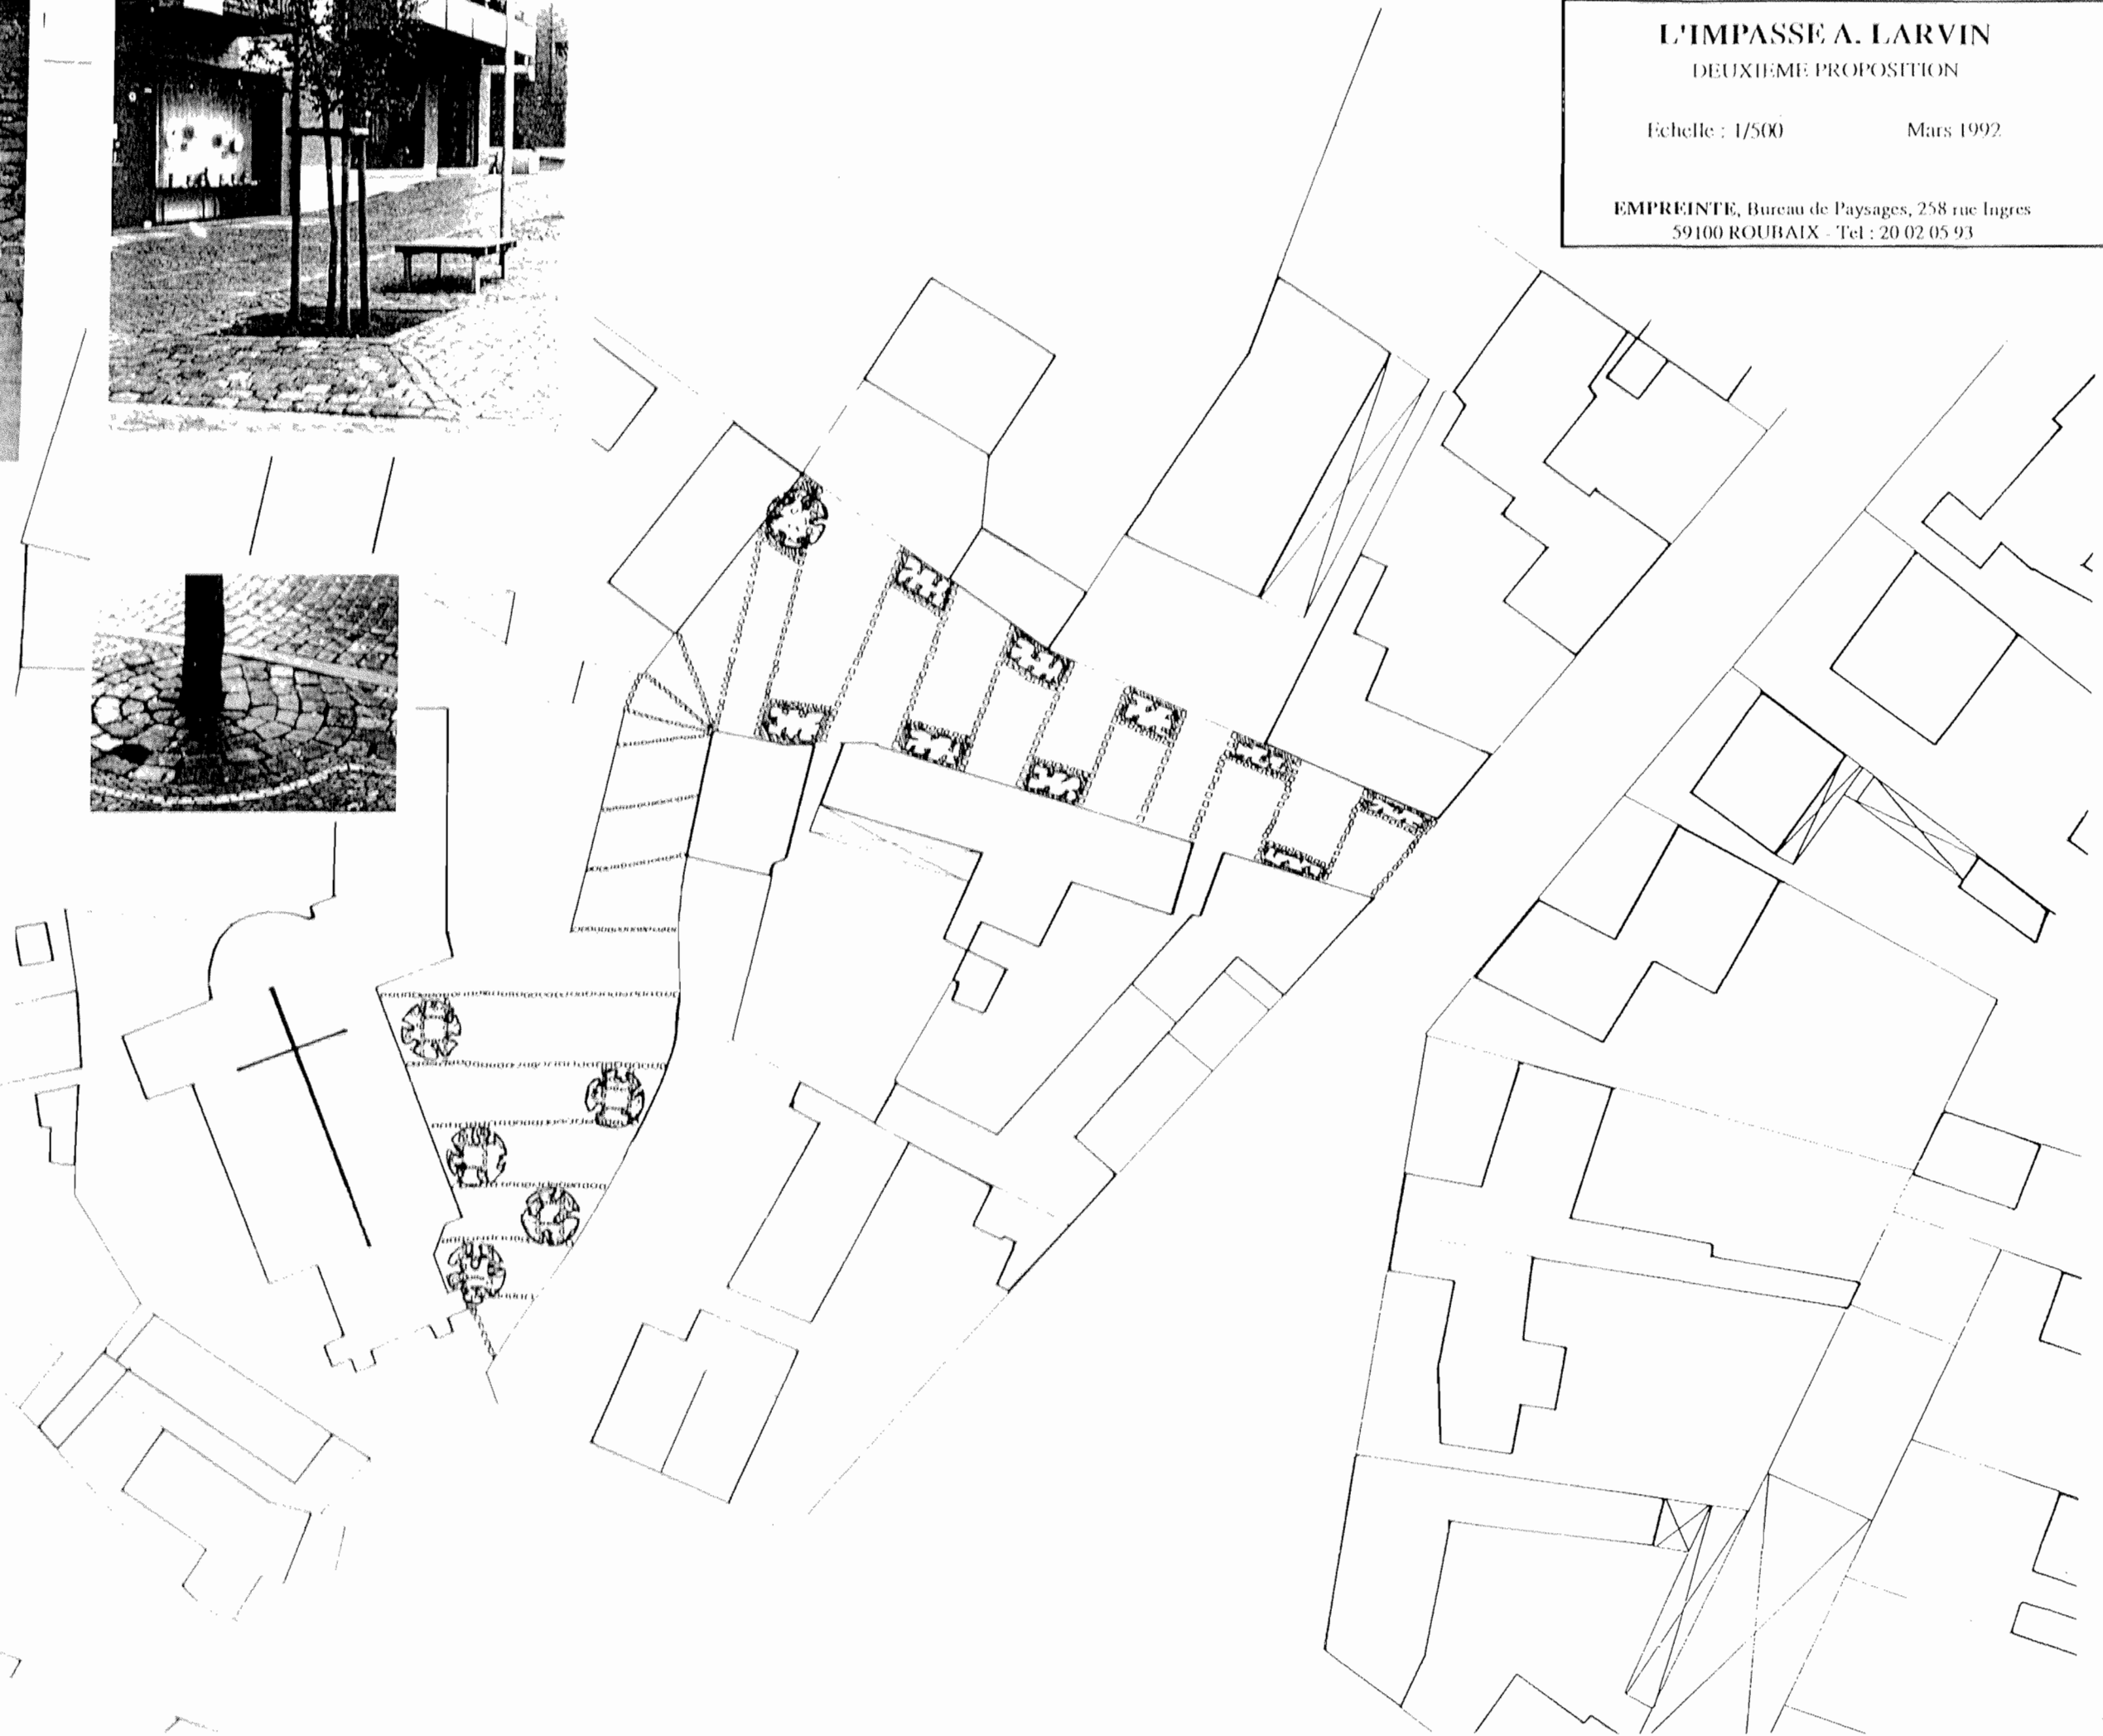 L'IMPASSE A. LARVIN
DEUXIEME PROPOSITION
Echelle : 1/500 Mars 1992
EMPREINTE, Bureau de Paysages, 258 rue Ingres
59100 ROUBAIX - Tel : 20 02 05 93